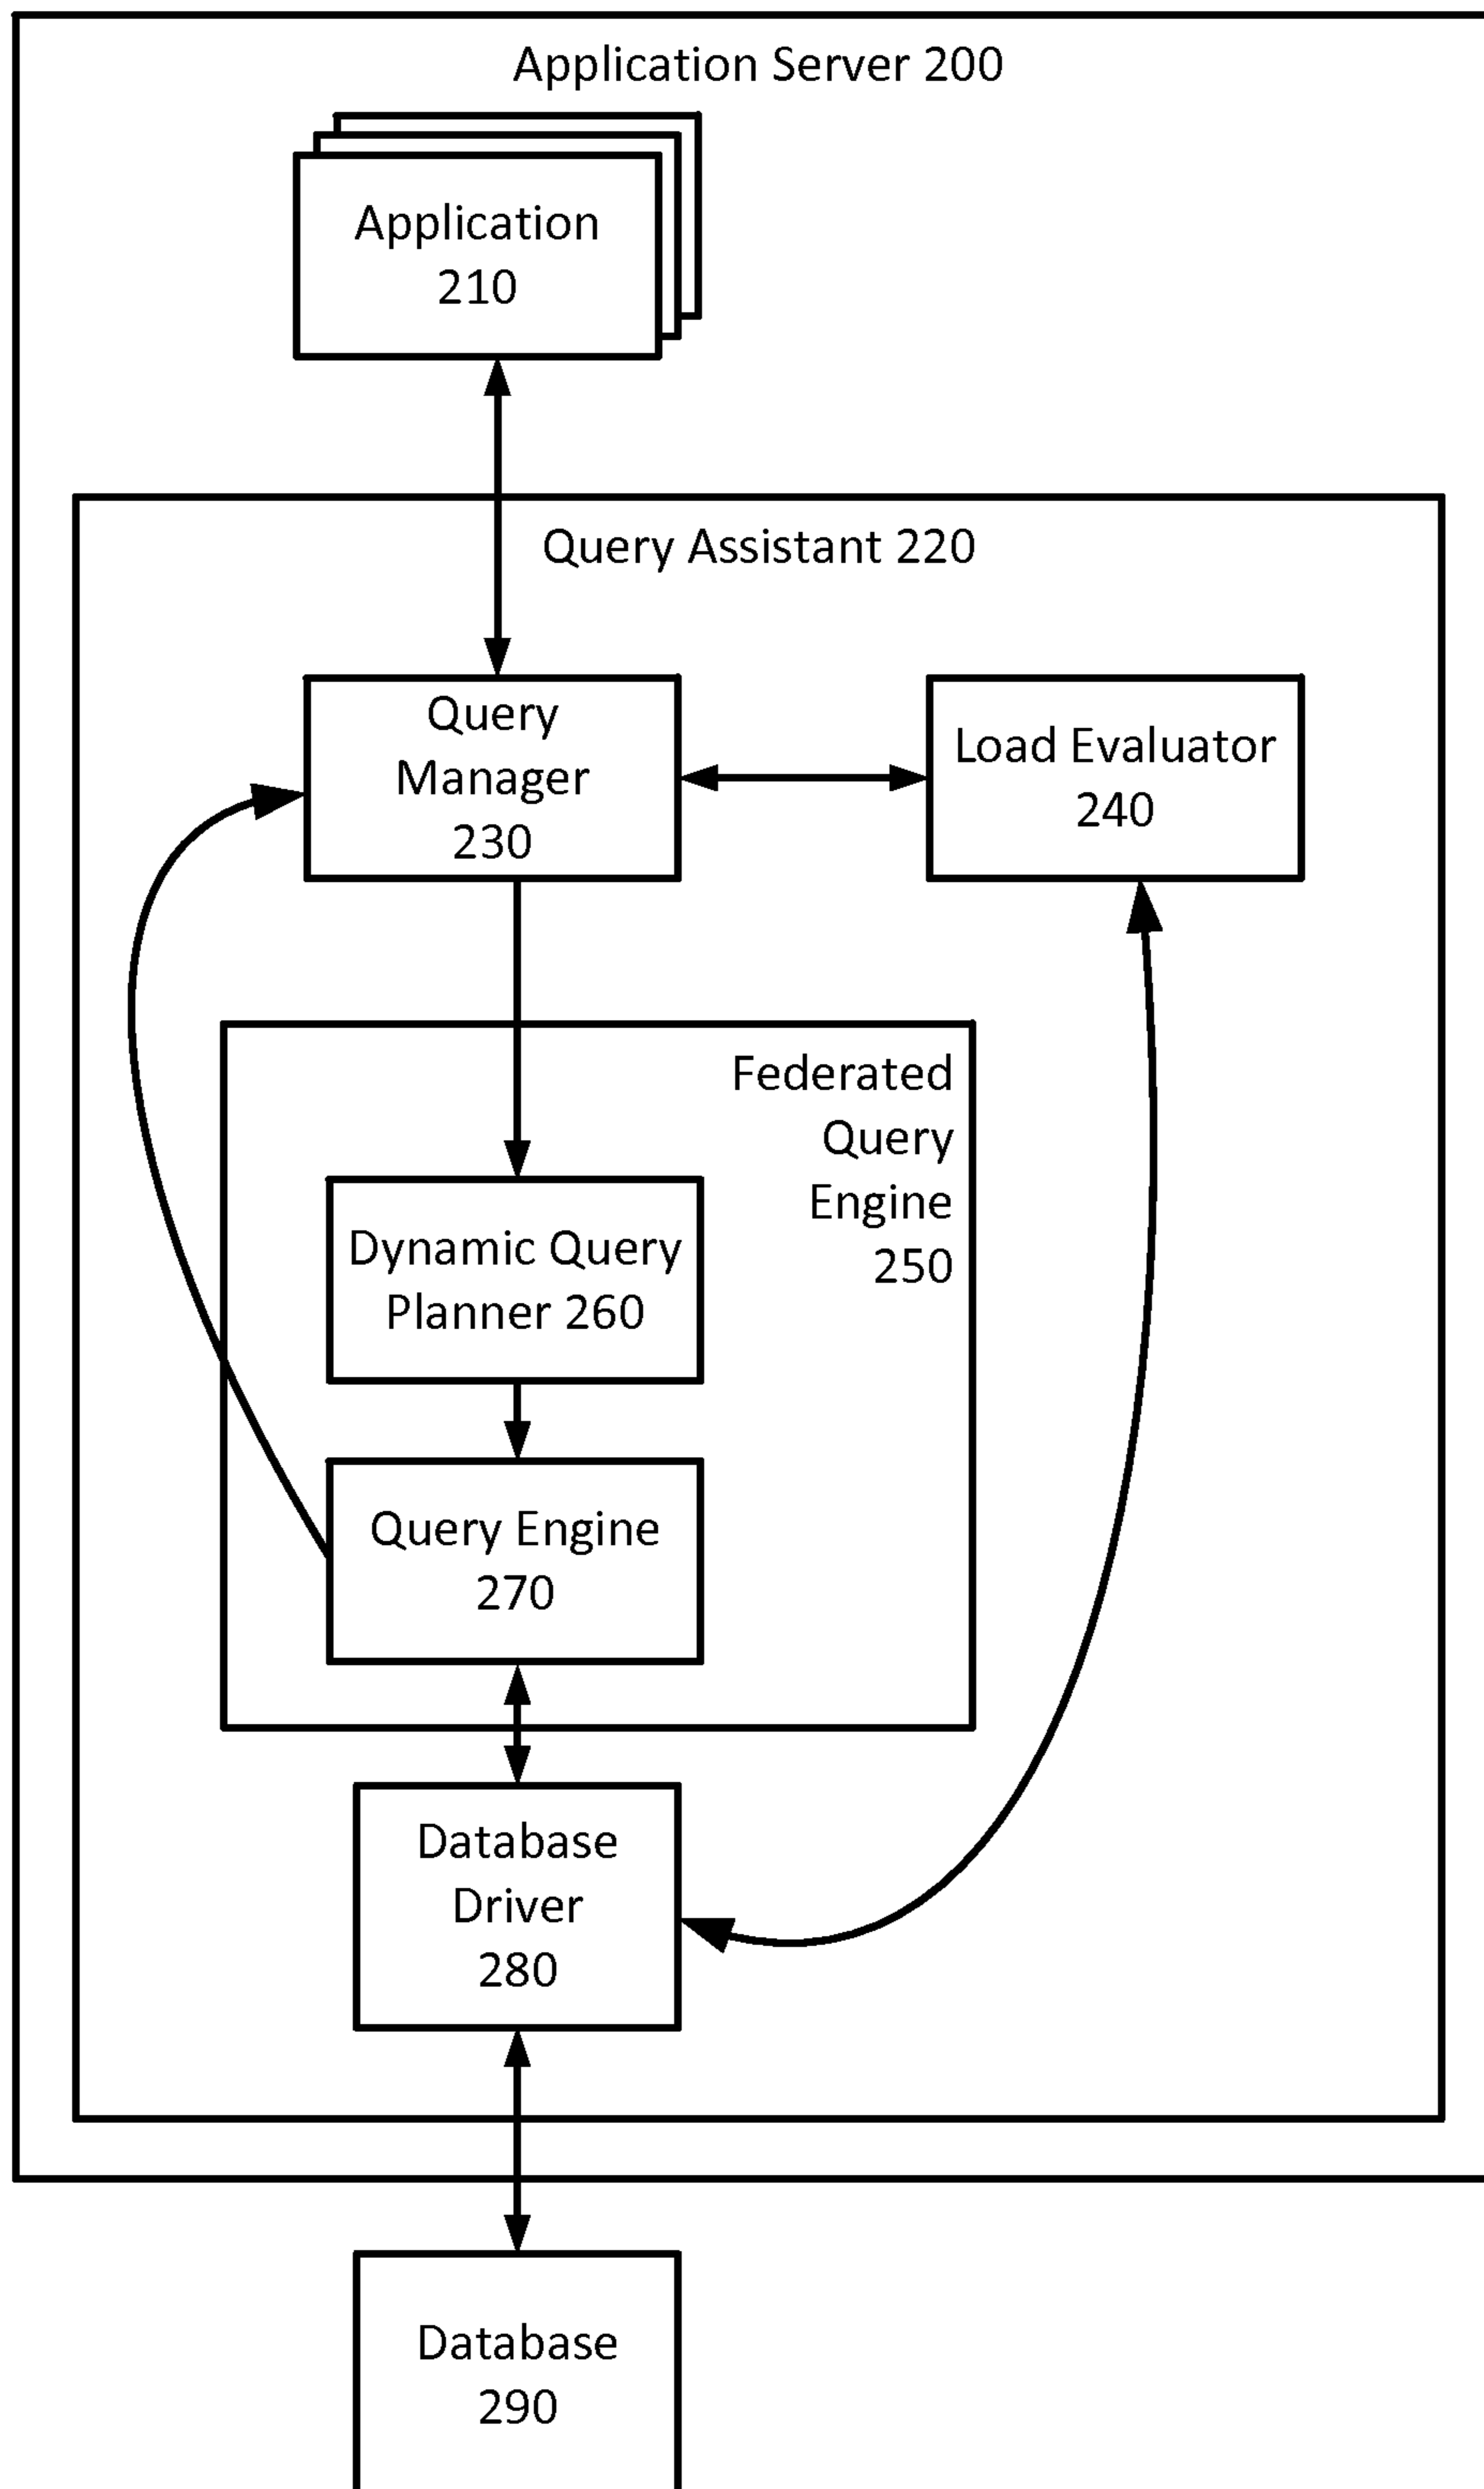 Application Server 200
Application
210
Query Assistant 220
Query
Manager
230
Load Evaluator
240
Federated
Query
Engine
250
Dynamic Query
Planner 260
Query Engine
270
Database
Driver
280
Database
290